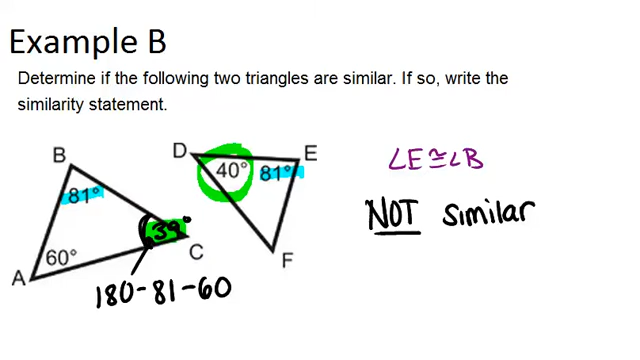 Example B
Determine if the following two triangles are similar. If so, write the
similarity statement.
B
81°
A
60°
39°
C
180-81-60
D
40°
81°
E
F
∠E≅∠B
NOT similar